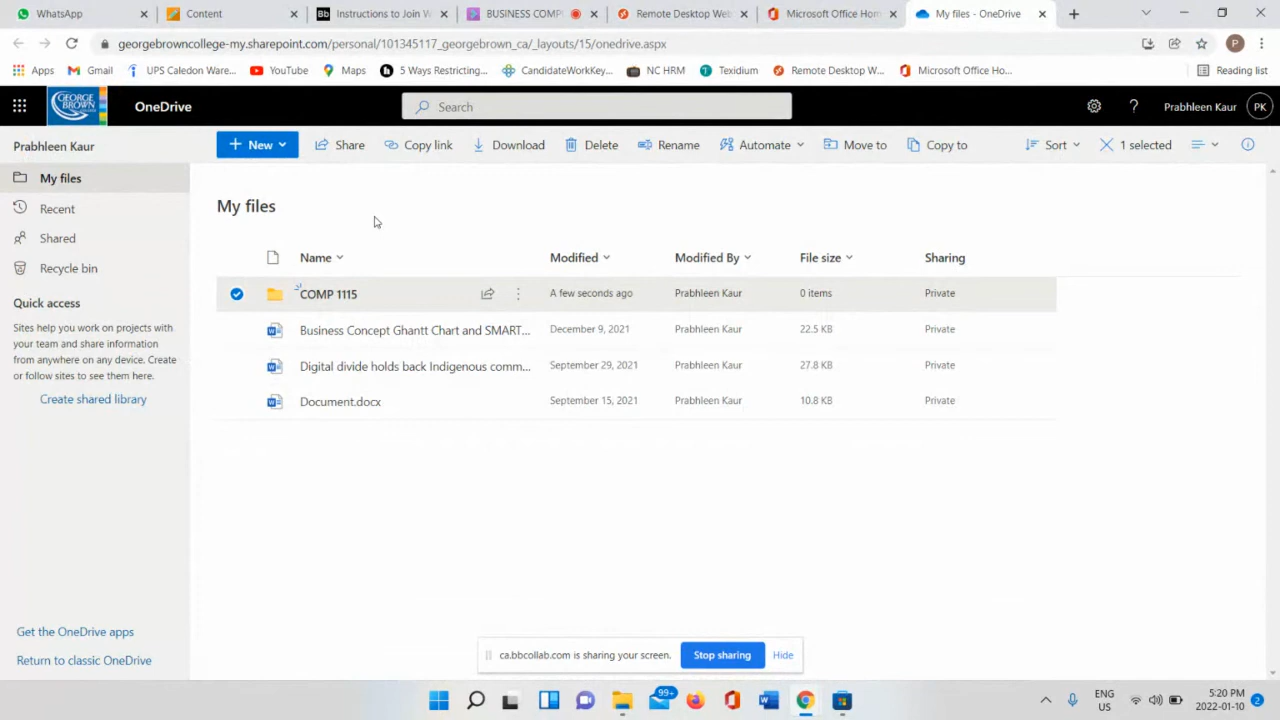 WhatsApp
Content
Instructions to Join W
BUSINESS COMP
Remote Desktop Web
Microsoft Office Hom
My files - OneDrive
georgebrowncollege-my.sharepoint.com/personal/101345117_georgebrown_ca/_layouts/15/onedrive.aspx
P
Apps
Gmail
UPS Caledon Ware...
YouTube
Maps
5 Ways Restricting...
CandidateWorkKey...
NC HRM
Texidium
Remote Desktop W...
Microsoft Office Ho...
Reading list
GEORGE BROWN
OneDrive
Search
Prabhleen Kaur
PK
Prabhleen Kaur
New
Share
Copy link
Download
Delete
Rename
Automate
Move to
Copy to
Sort
1 selected
My files
Recent
Shared
Recycle bin
Quick access
Sites help you work on projects with
your team and share information
from anywhere on any device. Create
or follow sites to see them here.
Create shared library
Get the OneDrive apps
Return to classic OneDrive
My files
Name Modified Modified By File size Sharing
COMP 1115 A few seconds ago Prabhleen Kaur 0 items Private
Business Concept Ghantt Chart and SMART... December 9, 2021 Prabhleen Kaur 22.5 KB Private
Digital divide holds back Indigenous comm... September 29, 2021 Prabhleen Kaur 27.8 KB Private
Document.docx September 15, 2021 Prabhleen Kaur 10.8 KB Private
ca.bbcollab.com is sharing your screen.
Stop sharing
Hide
99+
ENG
US
5:20 PM
2022-01-10
2